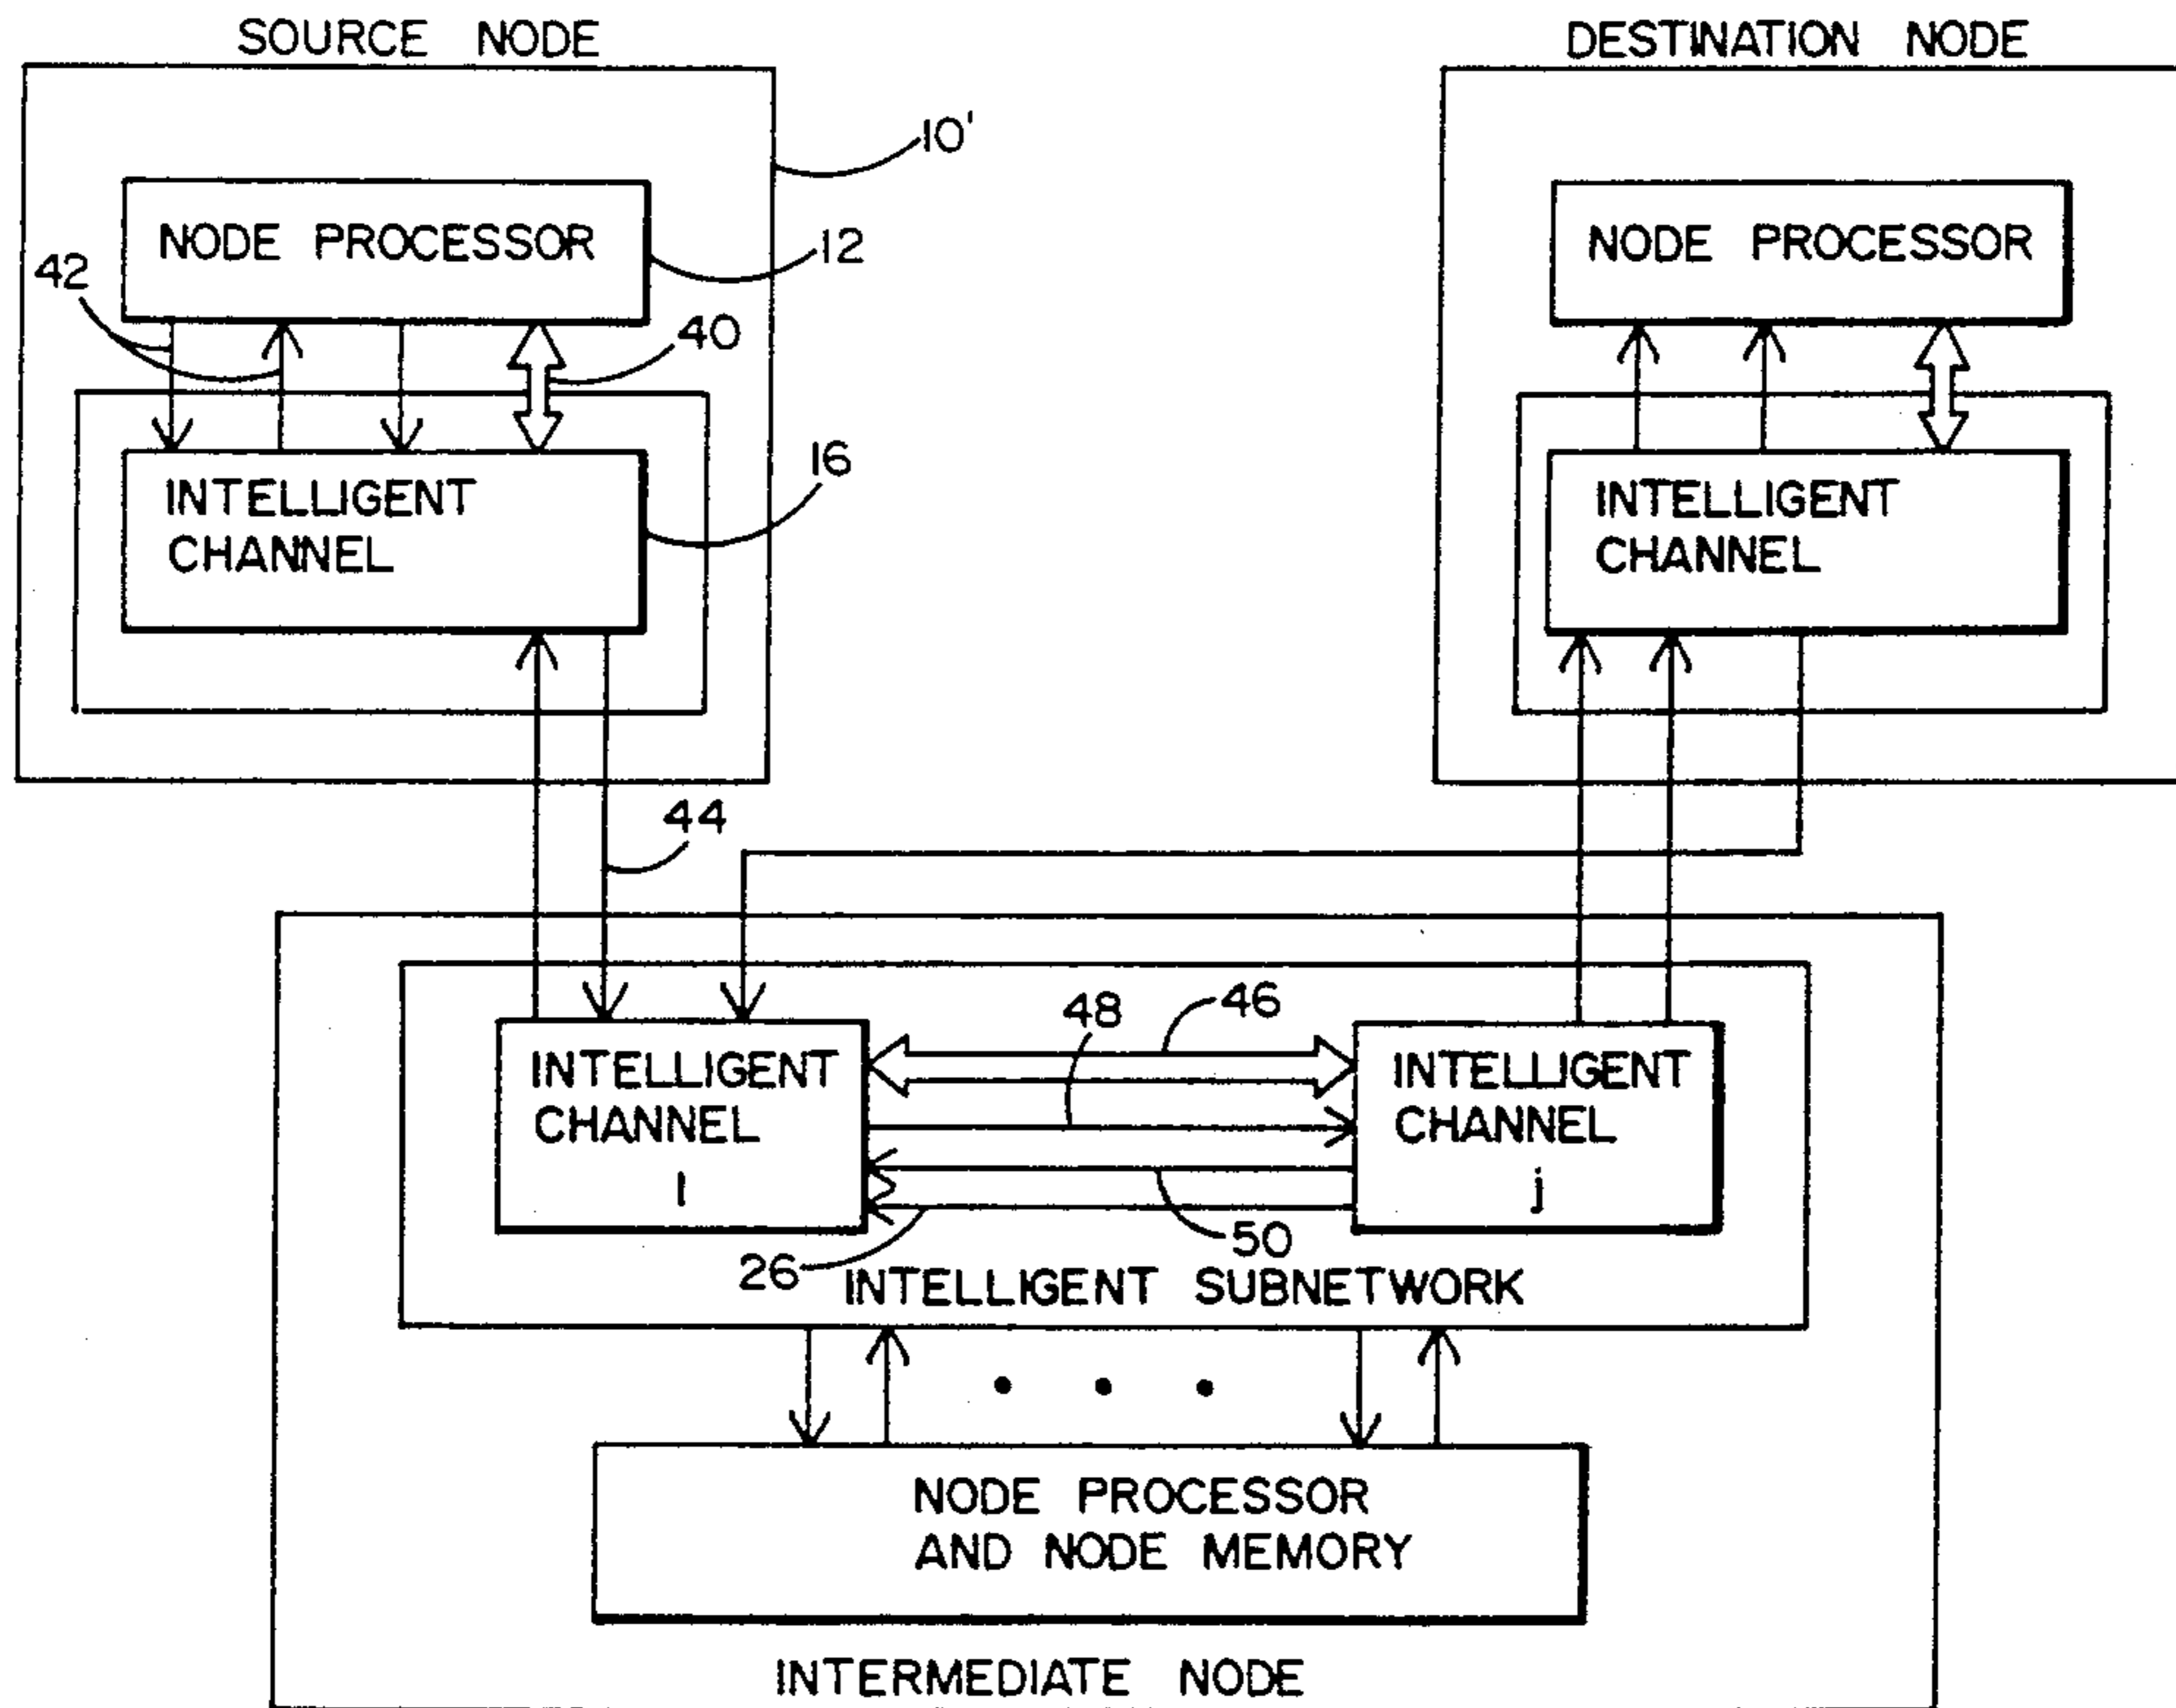 SOURCE NODE
DESTINATION NODE
10'
NODE PROCESSOR
12
42
40
INTELLIGENT
CHANNEL
16
NODE PROCESSOR
INTELLIGENT
CHANNEL
44
46
48
INTELLIGENT
CHANNEL
I
INTELLIGENT
CHANNEL
j
50
26
INTELLIGENT SUBNETWORK
NODE PROCESSOR
AND NODE MEMORY
INTERMEDIATE NODE